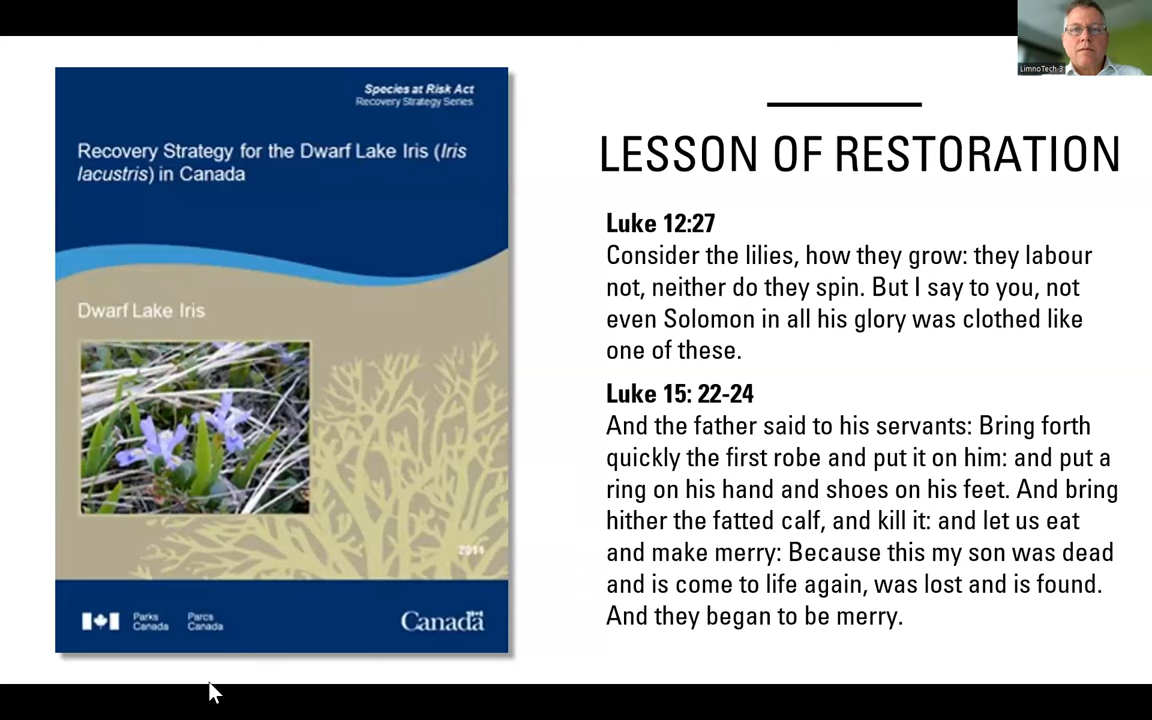 LimnoTech 3
Species at Risk Act
Recovery Strategy Series
Recovery Strategy for the Dwarf Lake Iris (Iris
lacustris) in Canada
Dwarf Lake Iris
2011
Parks
Canada
Parcs
Canada
Canada
LESSON OF RESTORATION
Luke 12:27
Consider the lilies, how they grow: they labour
not, neither do they spin. But I say to you, not
even Solomon in all his glory was clothed like
one of these.
Luke 15: 22-24
And the father said to his servants: Bring forth
quickly the first robe and put it on him: and put a
ring on his hand and shoes on his feet. And bring
hither the fatted calf, and kill it: and let us eat
and make merry: Because this my son was dead
and is come to life again, was lost and is found.
And they began to be merry.